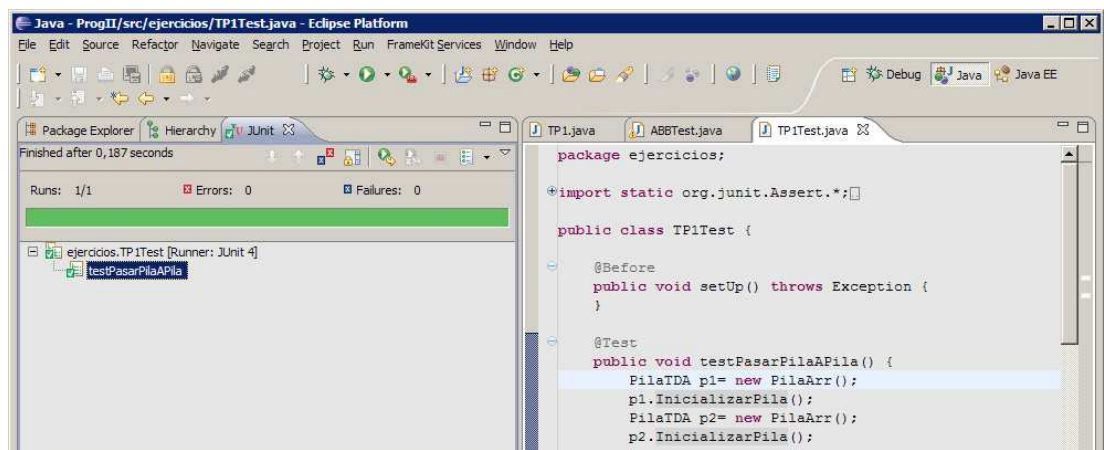 Java - ProgII/src/ejercicios/TP1Test.java - Eclipse Platform
File Edit Source Refactor Navigate Search Project Run FrameKit Services Window Help
Debug Java Java EE
Package Explorer Hierarchy JUnit
Finished after 0,187 seconds
Runs: 1/1 Errors: 0 Failures: 0
ejercicios.TP1Test [Runner: JUnit 4]
testPasarPilaAPila
TP1.java ABBTest.java TP1Test.java
package ejercicios;
import static org.junit.Assert.*;
public class TP1Test {
@Before
public void setUp() throws Exception {
}
@Test
public void testPasarPilaAPila() {
PilaTDA p1= new PilaArr();
p1.InicializarPila();
PilaTDA p2= new PilaArr();
p2.InicializarPila();